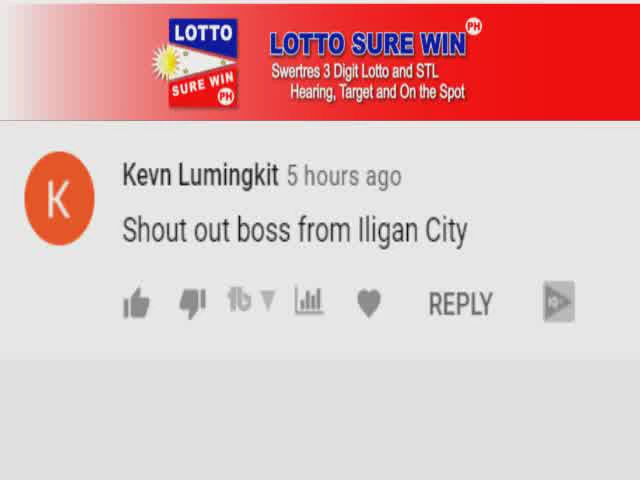 LOTTO
SURE WIN
PH
LOTTO SURE WIN PH
Swertres 3 Digit Lotto and STL
Hearing, Target and On the Spot
K
Kevn Lumingkit 5 hours ago
Shout out boss from Iligan City
REPLY